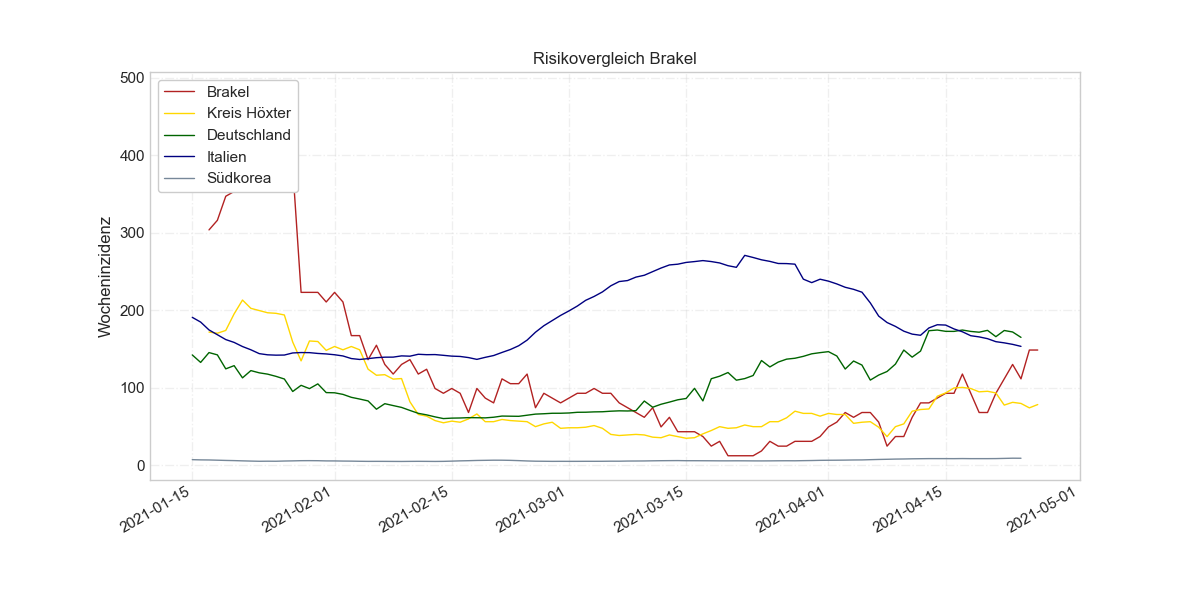 Risikovergleich Brakel
Wocheninzidenz
500
400
300
200
100
0
Brakel
Kreis Höxter
Deutschland
Italien
Südkorea
2021-01-15
2021-02-01
2021-02-15
2021-03-01
2021-03-15
2021-04-01
2021-04-15
2021-05-01